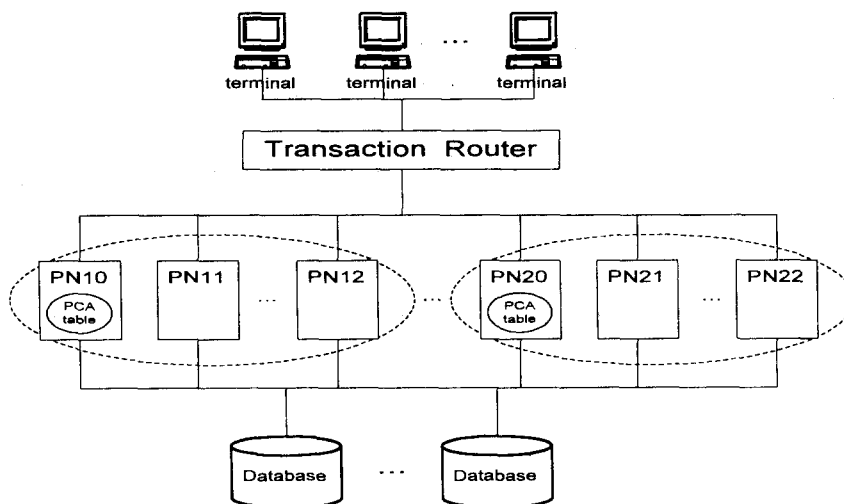 ...
terminal terminal terminal
Transaction Router
PN10 PN11 PN12 PN20 PN21 PN22
PCA
table
PCA
table
... ... ...
Database ... Database